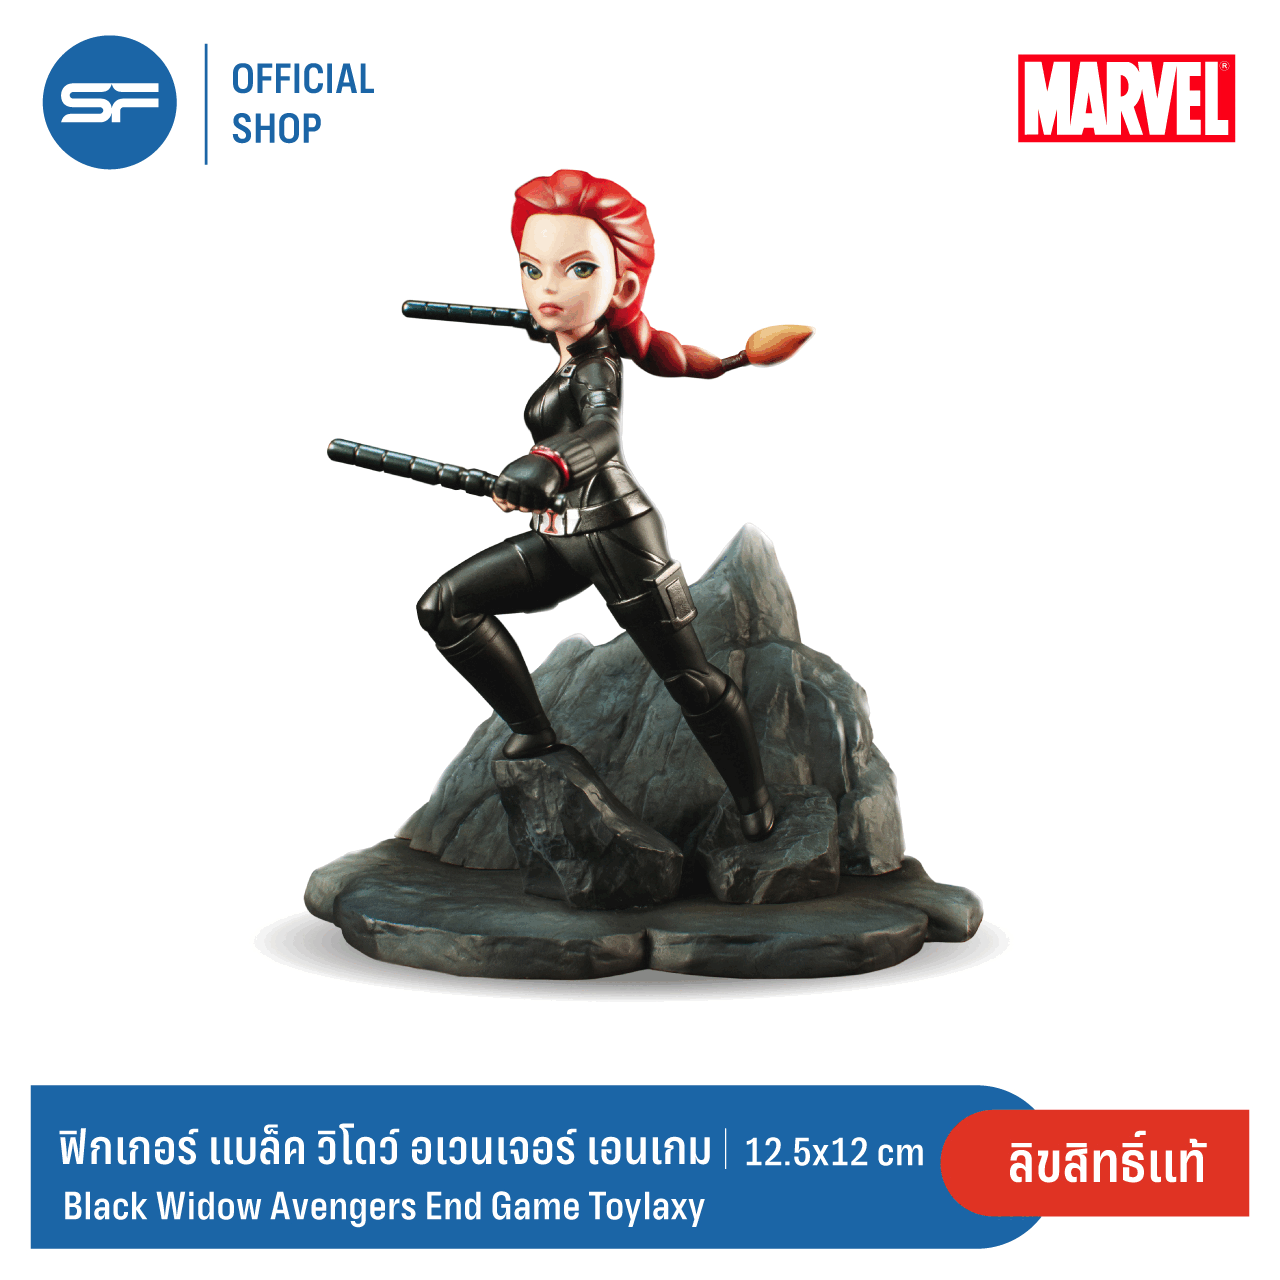 SF
OFFICIAL
SHOP
MARVEL®
ฟิกเกอร์ แบล็ค วิโดว์ อเวนเจอร์ เอนเกม | 12.5x12 cm
Black Widow Avengers End Game Toylaxy
ลิขสิทธิ์แท้